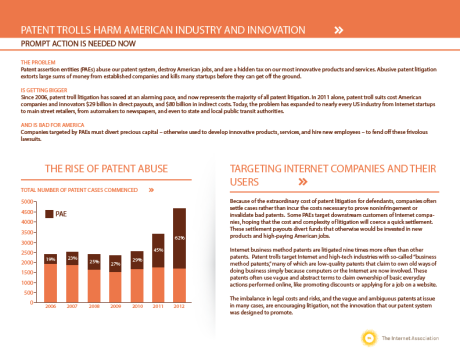 PATENT TROLLS HARM AMERICAN INDUSTRY AND INNOVATION »
PROMPT ACTION IS NEEDED NOW
THE PROBLEM
Patent assertion entities (PAEs) abuse our patent system, destroy American jobs, and are a hidden tax on our most innovative products and services. Abusive patent litigation
extorts large sums of money from established companies and kills many startups before they can get off the ground.
IS GETTING BIGGER
Since 2006, patent troll litigation has soared at an alarming pace, and now represents the majority of all patent litigation. In 2011 alone, patent troll suits cost American
companies and innovators $29 billion in direct payouts, and $80 billion in indirect costs. Today, the problem has expanded to nearly every US industry from Internet startups
to main street retailers, from automakers to newspapers, and even to state and local public transit authorities.
AND IS BAD FOR AMERICA
Companies targeted by PAEs must divert precious capital – otherwise used to develop innovative products, services, and hire new employees – to fend off these frivolous
lawsuits.
THE RISE OF PATENT ABUSE
TOTAL NUMBER OF PATENT CASES COMMENCED »
5000
4500
4000
3500
3000
2500
2000
1500
1000
500
0
PAE
19%
23%
25%
27%
29%
45%
62%
2006
2007
2008
2009
2010
2011
2012
TARGETING INTERNET COMPANIES AND THEIR
USERS »
Because of the extraordinary cost of patent litigation for defendants, companies often
settle cases rather than incur the costs necessary to prove noninfringement or
invalidate bad patents. Some PAEs target downstream customers of Internet compa-
nies, hoping that the cost and complexity of litigation will coerce a quick settlement.
These settlement payouts divert funds that otherwise would be invested in new
products and high-paying American jobs.
Internet business method patents are litigated nine times more often than other
patents. Patent trolls target Internet and high-tech industries with so-called "business
method patents," many of which are low-quality patents that claim to own old ways of
doing business simply because computers or the Internet are now involved. These
patents often use vague and abstract terms to claim ownership of basic everyday
actions performed online, like promoting discounts or applying for a job on a website.
The imbalance in legal costs and risks, and the vague and ambiguous patents at issue
in many cases, are encouraging litigation, not the innovation that our patent system
was designed to promote.
The Internet Association